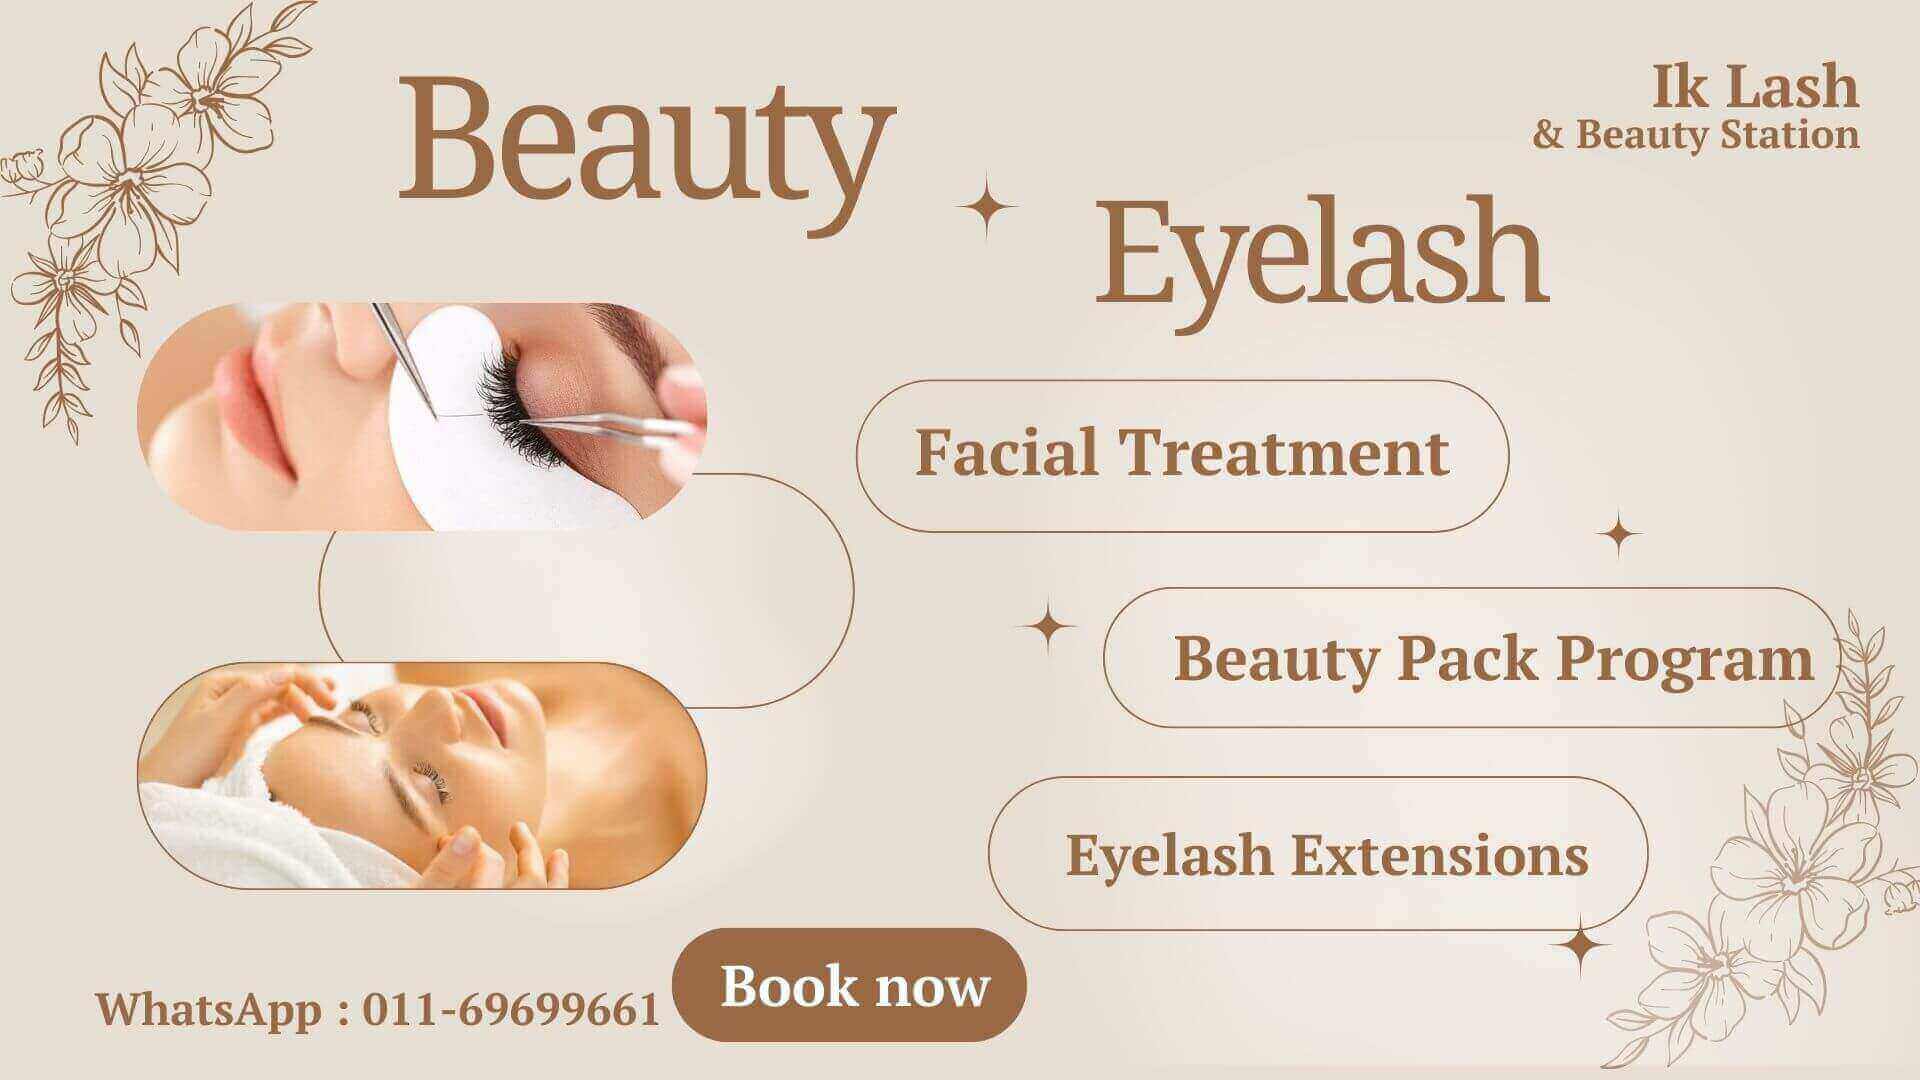 Beauty
Ik Lash
& Beauty Station
Eyelash
Facial Treatment
Beauty Pack Program
Eyelash Extensions
WhatsApp : 011-69699661
Book now